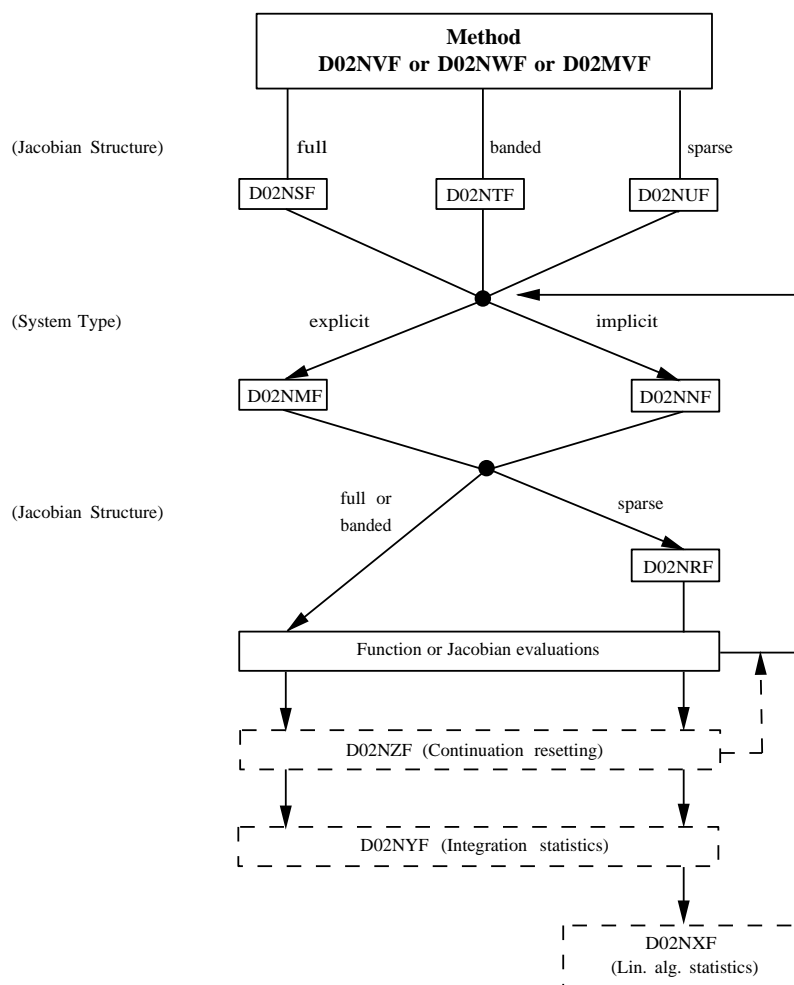 Method
D02NVF or D02NWF or D02MVF
(Jacobian Structure)
full
banded
sparse
D02NSF
D02NTF
D02NUF
(System Type)
explicit
implicit
D02NMF
D02NNF
(Jacobian Structure)
full or
banded
sparse
D02NRF
Function or Jacobian evaluations
D02NZF (Continuation resetting)
D02NYF (Integration statistics)
D02NXF
(Lin. alg. statistics)